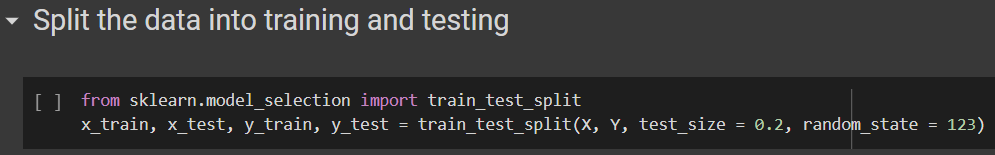 Split the data into training and testing
[ ] from sklearn.model_selection import train_test_split
x_train, x_test, y_train, y_test = train_test_split(X, Y, test_size = 0.2, random_state = 123)